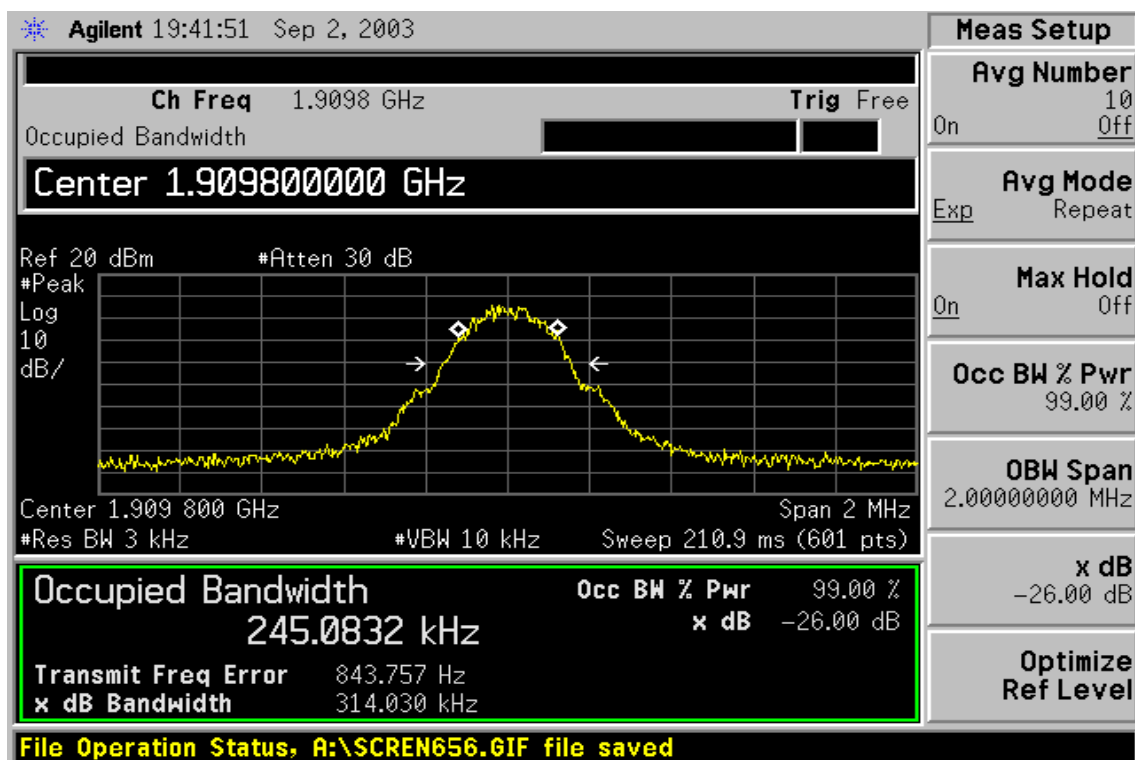 Agilent 19:41:51 Sep 2, 2003
Meas Setup
Ch Freq 1.9098 GHz Trig Free
Occupied Bandwidth
Center 1.909800000 GHz
Ref 20 dBm #Atten 30 dB
#Peak
Log
10
dB/
Center 1.909 800 GHz Span 2 MHz
#Res BW 3 kHz #VBW 10 kHz Sweep 210.9 ms (601 pts)
Occupied Bandwidth Occ BW % Pwr 99.00 %
245.0832 kHz x dB -26.00 dB
Transmit Freq Error 843.757 Hz
x dB Bandwidth 314.030 kHz
File Operation Status, A:\SCREN656.GIF file saved
Avg Number
10
On Off
Avg Mode
Exp Repeat
Max Hold
On Off
Occ BW % Pwr
99.00 %
OBW Span
2.00000000 MHz
x dB
-26.00 dB
Optimize
Ref Level